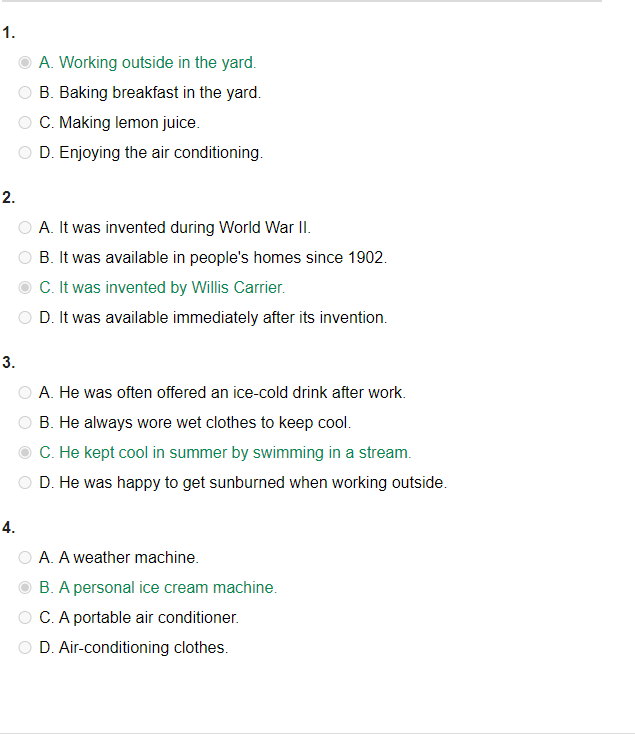 1.
A. Working outside in the yard.
B. Baking breakfast in the yard.
C. Making lemon juice.
D. Enjoying the air conditioning.
2.
A. It was invented during World War II.
B. It was available in people's homes since 1902.
C. It was invented by Willis Carrier.
D. It was available immediately after its invention.
3.
A. He was often offered an ice-cold drink after work.
B. He always wore wet clothes to keep cool.
C. He kept cool in summer by swimming in a stream.
D. He was happy to get sunburned when working outside.
4.
A. A weather machine.
B. A personal ice cream machine.
C. A portable air conditioner.
D. Air-conditioning clothes.